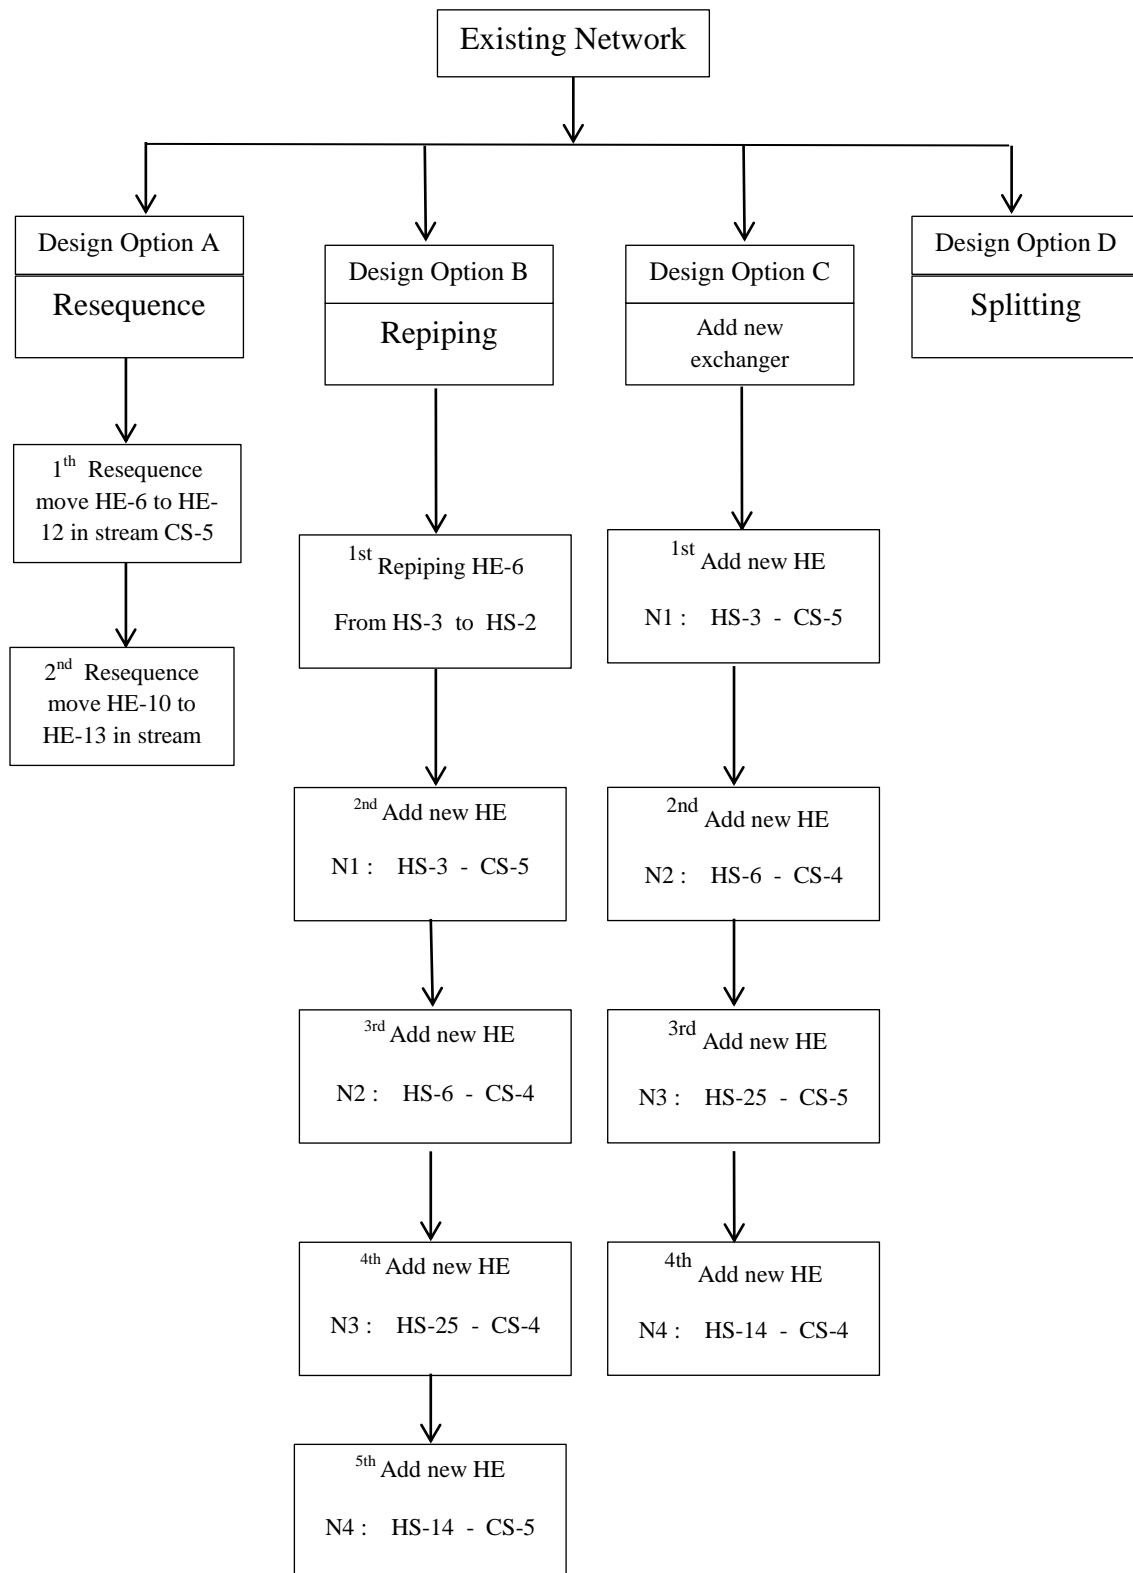 Existing Network
Design Option A
Resequence
1th Resequence
move HE-6 to HE-
12 in stream CS-5
2nd Resequence
move HE-10 to
HE-13 in stream
Design Option B
Repiping
1st Repiping HE-6
From HS-3 to HS-2
2nd Add new HE
N1 : HS-3 - CS-5
3rd Add new HE
N2 : HS-6 - CS-4
4th Add new HE
N3 : HS-25 - CS-4
5th Add new HE
N4 : HS-14 - CS-5
Design Option C
Add new
exchanger
1st Add new HE
N1 : HS-3 - CS-5
2nd Add new HE
N2 : HS-6 - CS-4
3rd Add new HE
N3 : HS-25 - CS-5
4th Add new HE
N4 : HS-14 - CS-4
Design Option D
Splitting